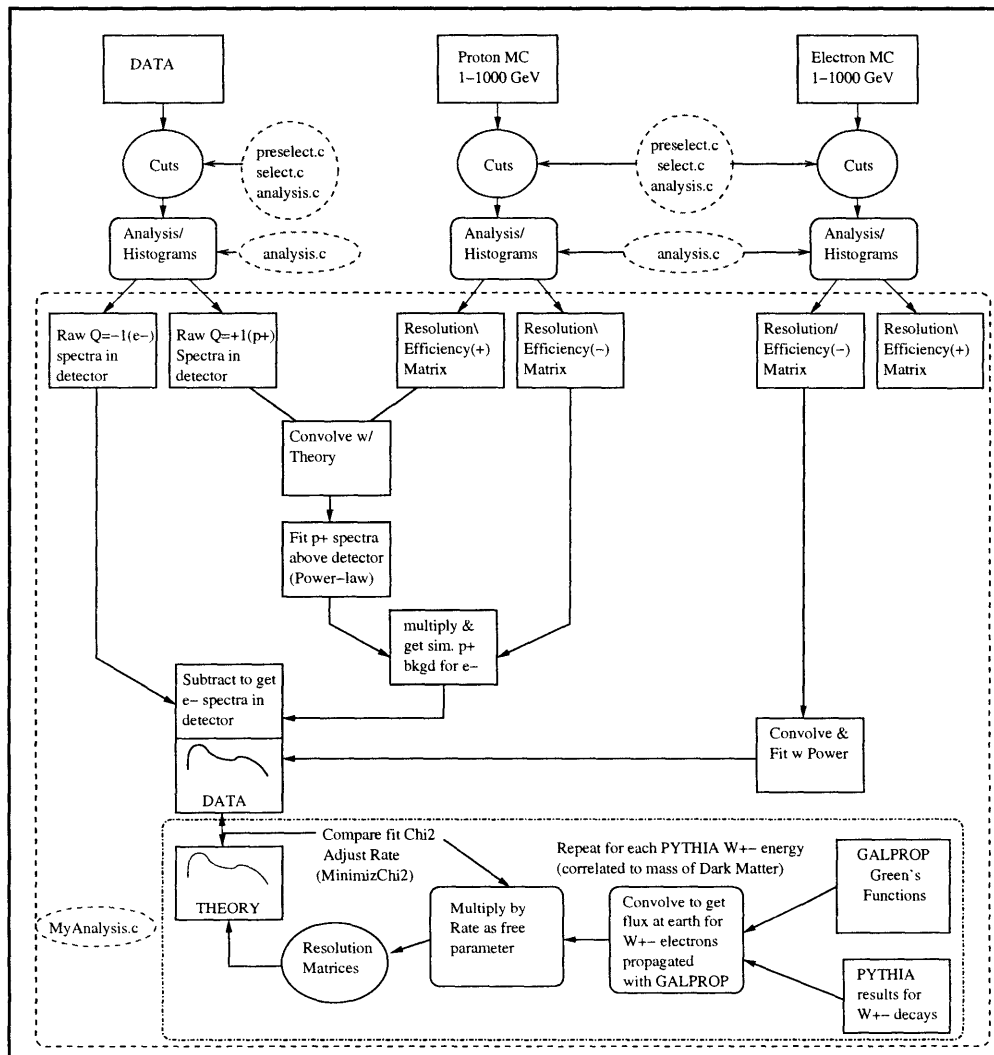 DATA
Proton MC
1-1000 GeV
Electron MC
1-1000 GeV
Cuts
preselect.c
select.c
analysis.c
Cuts
preselect.c
select.c
analysis.c
Cuts
Analysis/
Histograms
analysis.c
Analysis/
Histograms
analysis.c
Analysis/
Histograms
Raw Q=-1(e-)
spectra in
detector
Raw Q=+1(p+)
Spectra in
detector
Resolution\
Efficiency(+)
Matrix
Resolution\
Efficiency(-)
Matrix
Resolution/
Efficiency(-)
Matrix
Resolution\
Efficiency(+)
Matrix
Convolve w/
Theory
Fit p+ spectra
above detector
(Power-law)
multiply &
get sim. p+
bkgd for e-
Subtract to get
e- spectra in
detector
DATA
Convolve &
Fit w Power
Compare fit Chi2
Adjust Rate
(MinimizChi2)
Repeat for each PYTHIA W+- energy
(correlated to mass of Dark Matter)
GALPROP
Green`s
Functions
THEORY
MyAnalysis.c
Resolution
Matrices
Multiply by
Rate as free
parameter
Convolve to get
flux at earth for
W+- electrons
propagated
with GALPROP
PYTHIA
results for
W+- decays